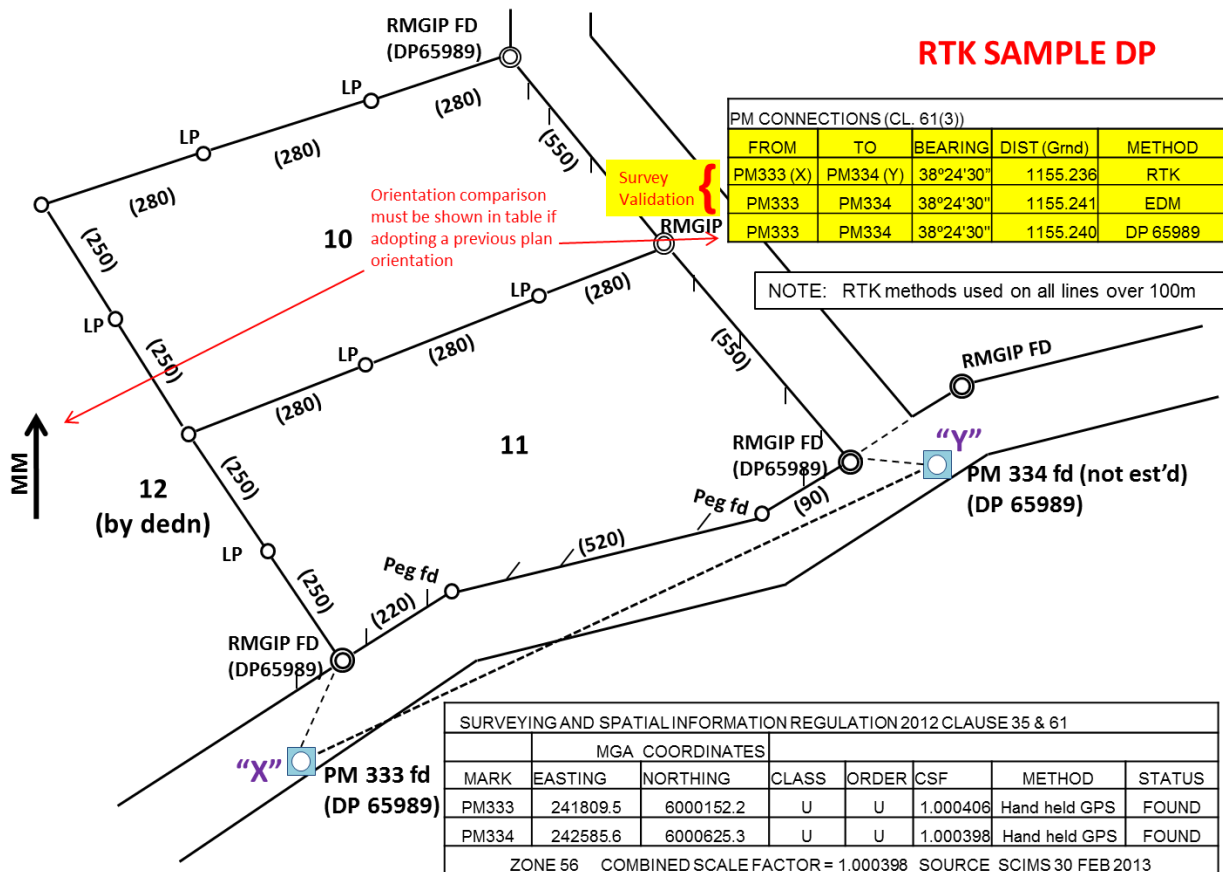 RMGIP FD
(DP65989)
RTK SAMPLE DP
LP
(280)
LP
(280)
(280)
(550)
PM CONNECTIONS (CL. 61(3))
FROM TO BEARING DIST (Grnd) METHOD
PM333 (X) PM334 (Y) 38º24'30" 1155.236 RTK
PM333 PM334 38º24'30" 1155.241 EDM
PM333 PM334 38º24'30" 1155.240 DP 65989
Survey
Validation {
Orientation comparison
must be shown in table if
adopting a previous plan
orientation
10
RMGIP
(250)
LP
(280)
NOTE: RTK methods used on all lines over 100m
LP
(250)
LP
(280)
(550)
RMGIP FD
(280)
MM
11
RMGIP FD
(DP65989)
"Y"
PM 334 fd (not est'd)
(DP 65989)
12
(by dedn)
(250)
Peg fd
(90)
LP
(520)
(250)
Peg fd
(220)
RMGIP FD
(DP65989)
"X"
PM 333 fd
(DP 65989)
SURVEYING AND SPATIAL INFORMATION REGULATION 2012 CLAUSE 35 & 61
MGA COORDINATES
MARK EASTING NORTHING CLASS ORDER CSF METHOD STATUS
PM333 241809.5 6000152.2 U U 1.000406 Hand held GPS FOUND
PM334 242585.6 6000625.3 U U 1.000398 Hand held GPS FOUND
ZONE 56 COMBINED SCALE FACTOR = 1.000398 SOURCE SCIMS 30 FEB 2013